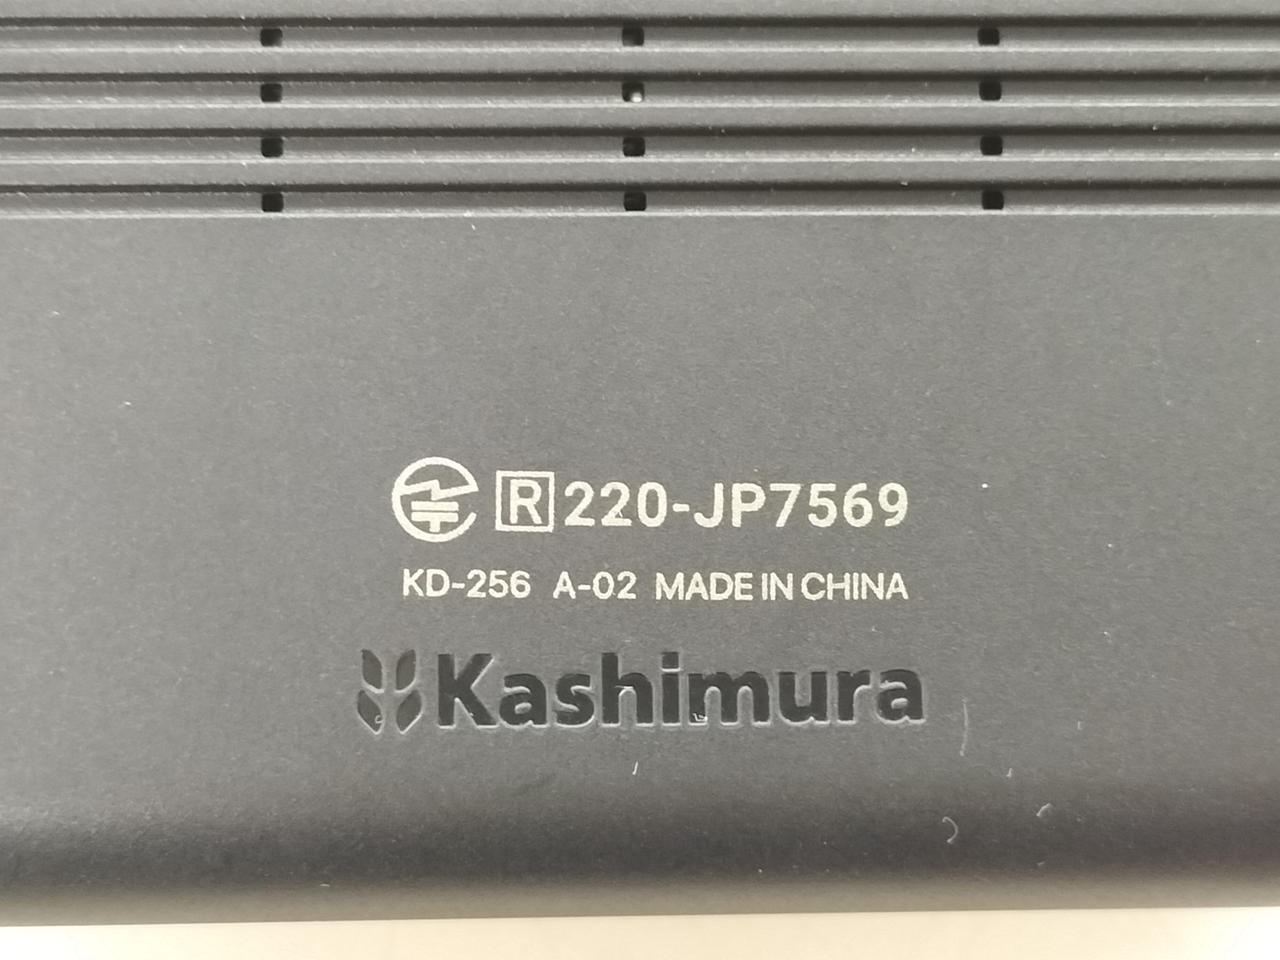 R 220-JP7569
KD-256 A-02 MADE IN CHINA
Kashimura